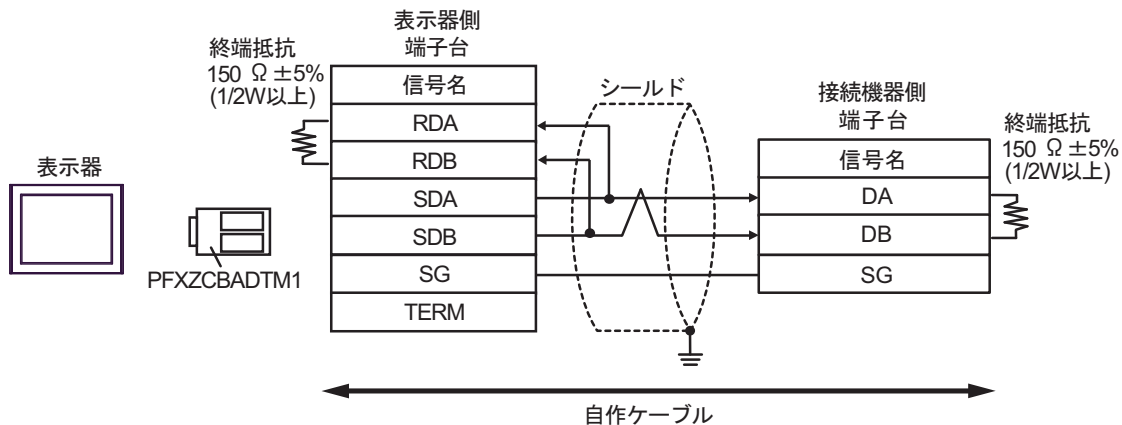 表示器
PFXZCBADTM1
終端抵抗
150 Ω ±5%
(1/2W以上)
表示器側
端子台
信号名
RDA
RDB
SDA
SDB
SG
TERM
シールド
接続機器側
端子台
信号名
DA
DB
SG
終端抵抗
150 Ω ±5%
(1/2W以上)
自作ケーブル